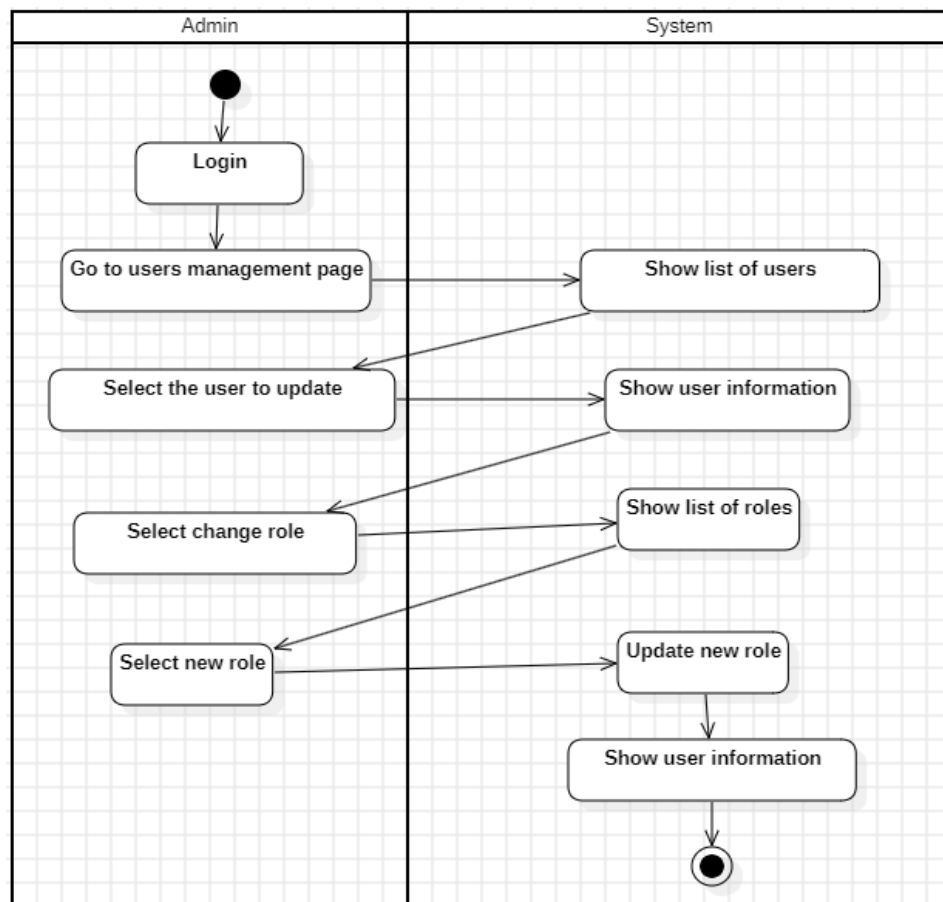 Admin
System
Login
Go to users management page
Show list of users
Select the user to update
Show user information
Select change role
Show list of roles
Select new role
Update new role
Show user information